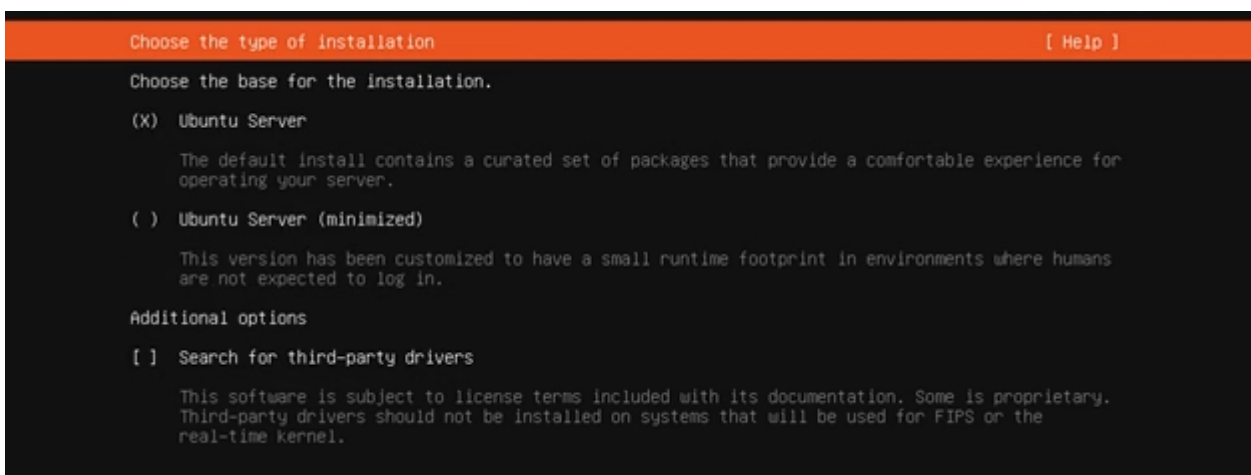 Choose the type of installation [ Help ]
Choose the base for the installation.
(X) Ubuntu Server
The default install contains a curated set of packages that provide a comfortable experience for
operating your server.
( ) Ubuntu Server (minimized)
This version has been customized to have a small runtime footprint in environments where humans
are not expected to log in.
Additional options
[ ] Search for third-party drivers
This software is subject to license terms included with its documentation. Some is proprietary.
Third-party drivers should not be installed on systems that will be used for FIPS or the
real-time kernel.